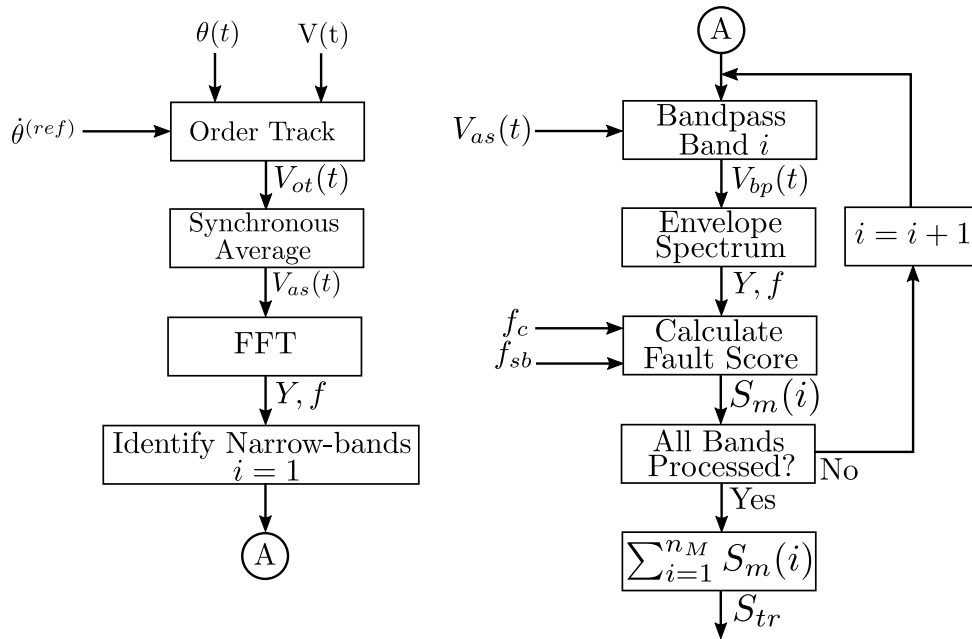 θ(t)
V(t)
θ̇^(ref)
Order Track
V_ot(t)
Synchronous
Average
V_as(t)
FFT
Y, f
Identify Narrow-bands
i = 1
A
A
V_as(t)
Bandpass
Band i
V_bp(t)
Envelope
Spectrum
i = i + 1
Y, f
f_c
f_sb
Calculate
Fault Score
S_m(i)
All Bands
Processed?
No
Yes
∑_{i=1}^{n_M} S_m(i)
S_tr